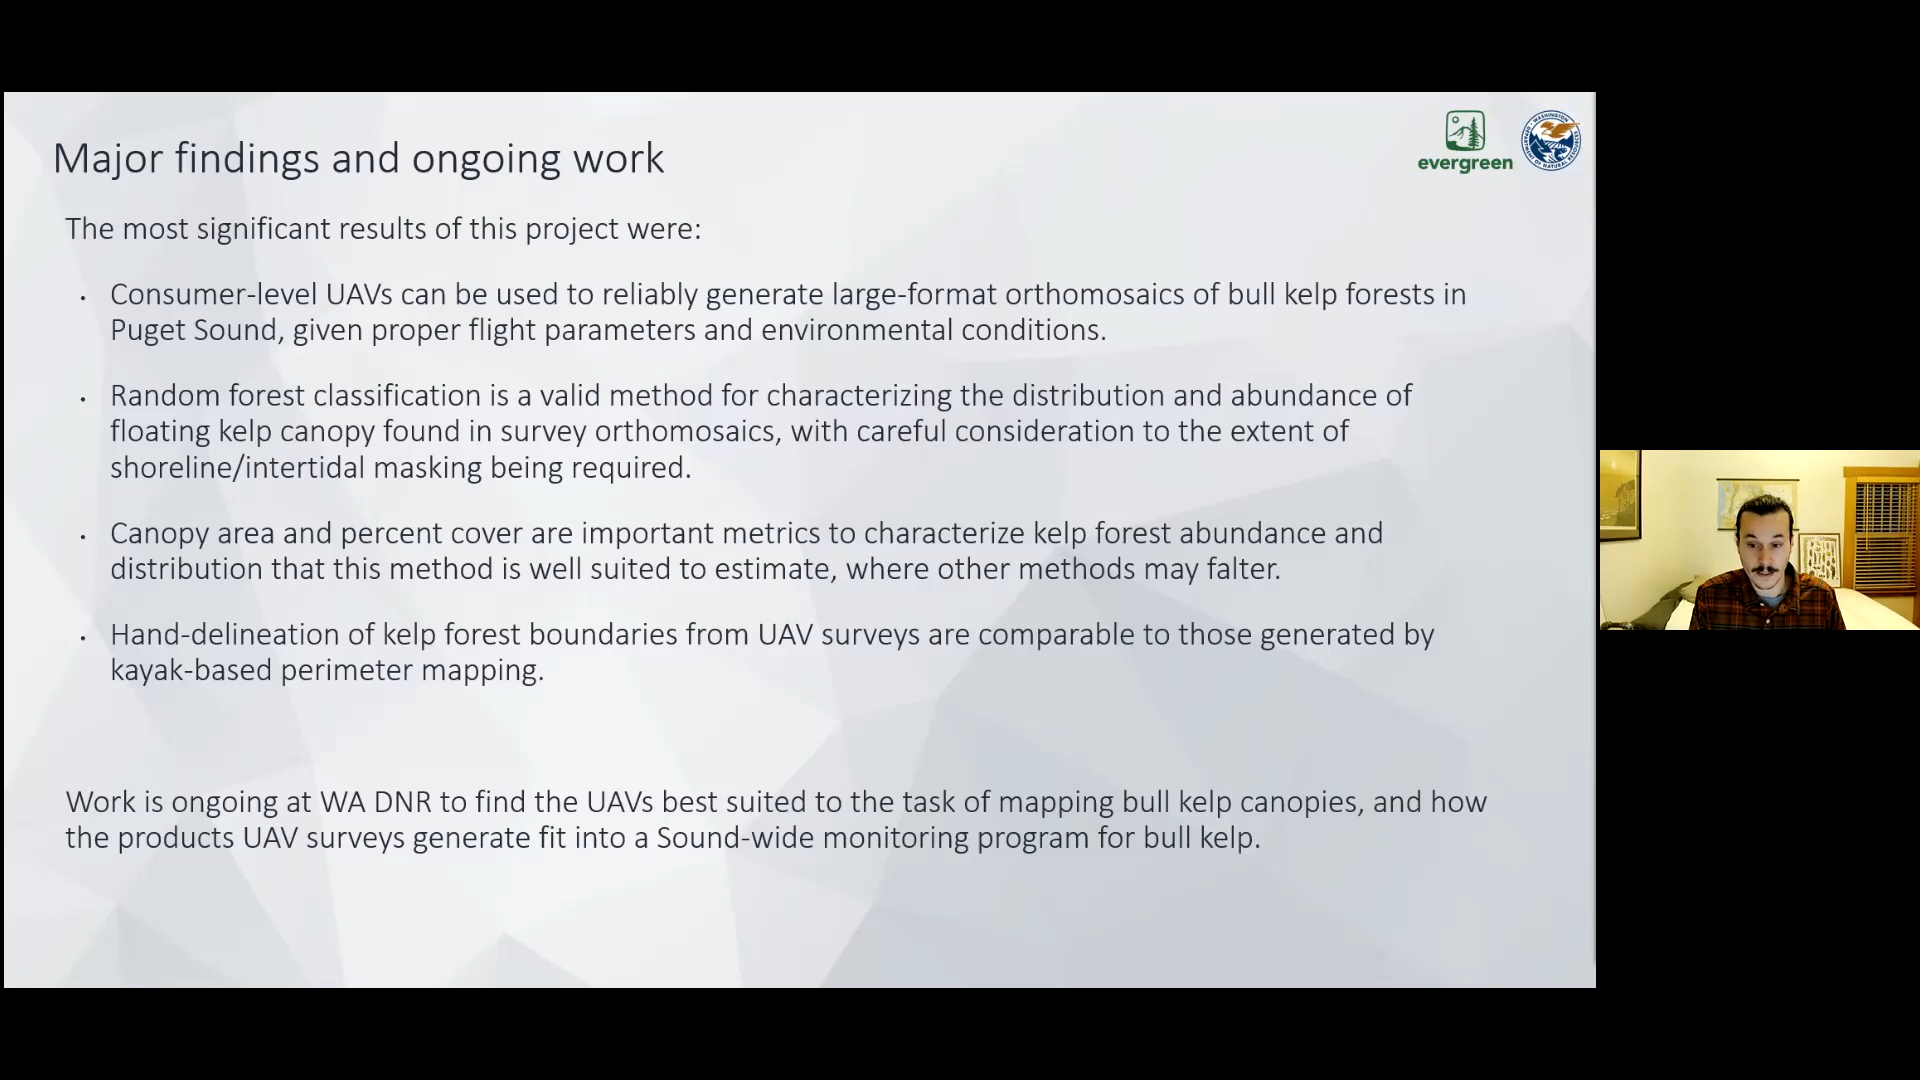 Major findings and ongoing work
evergreen
WASHINGTON
DEPARTMENT OF NATURAL RESOURCES
The most significant results of this project were:
• Consumer-level UAVs can be used to reliably generate large-format orthomosaics of bull kelp forests in
Puget Sound, given proper flight parameters and environmental conditions.
• Random forest classification is a valid method for characterizing the distribution and abundance of
floating kelp canopy found in survey orthomosaics, with careful consideration to the extent of
shoreline/intertidal masking being required.
• Canopy area and percent cover are important metrics to characterize kelp forest abundance and
distribution that this method is well suited to estimate, where other methods may falter.
• Hand-delineation of kelp forest boundaries from UAV surveys are comparable to those generated by
kayak-based perimeter mapping.
Work is ongoing at WA DNR to find the UAVs best suited to the task of mapping bull kelp canopies, and how
the products UAV surveys generate fit into a Sound-wide monitoring program for bull kelp.